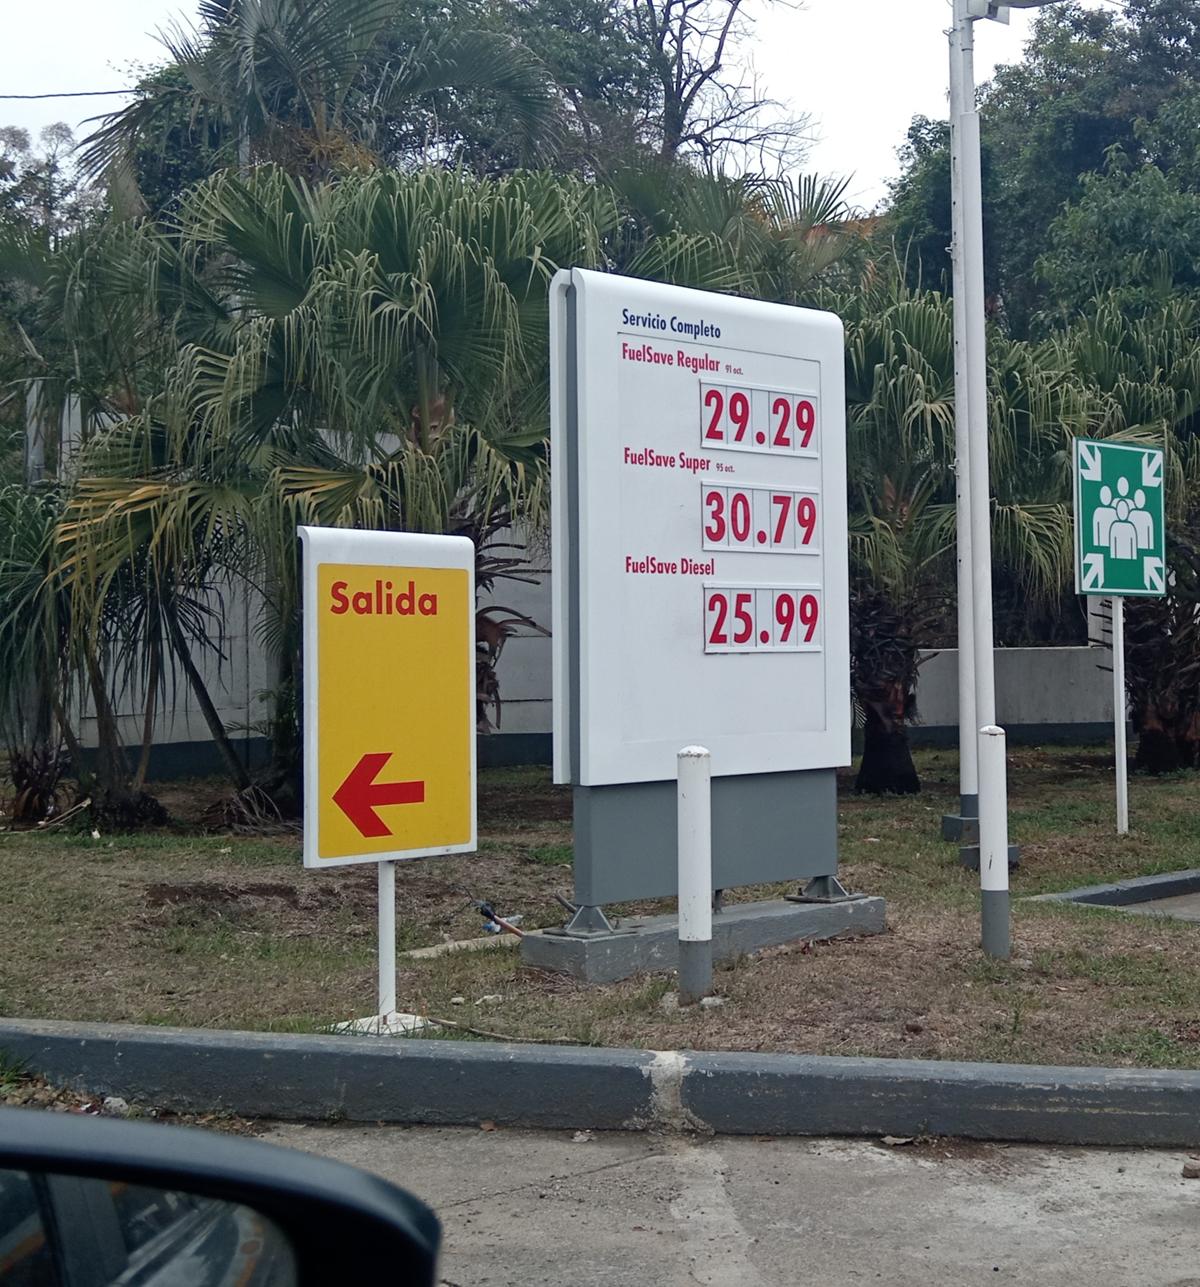 Servicio Completo
FuelSave Regular 91 oct.
29.29
FuelSave Super 95 oct.
30.79
FuelSave Diesel
25.99
Salida